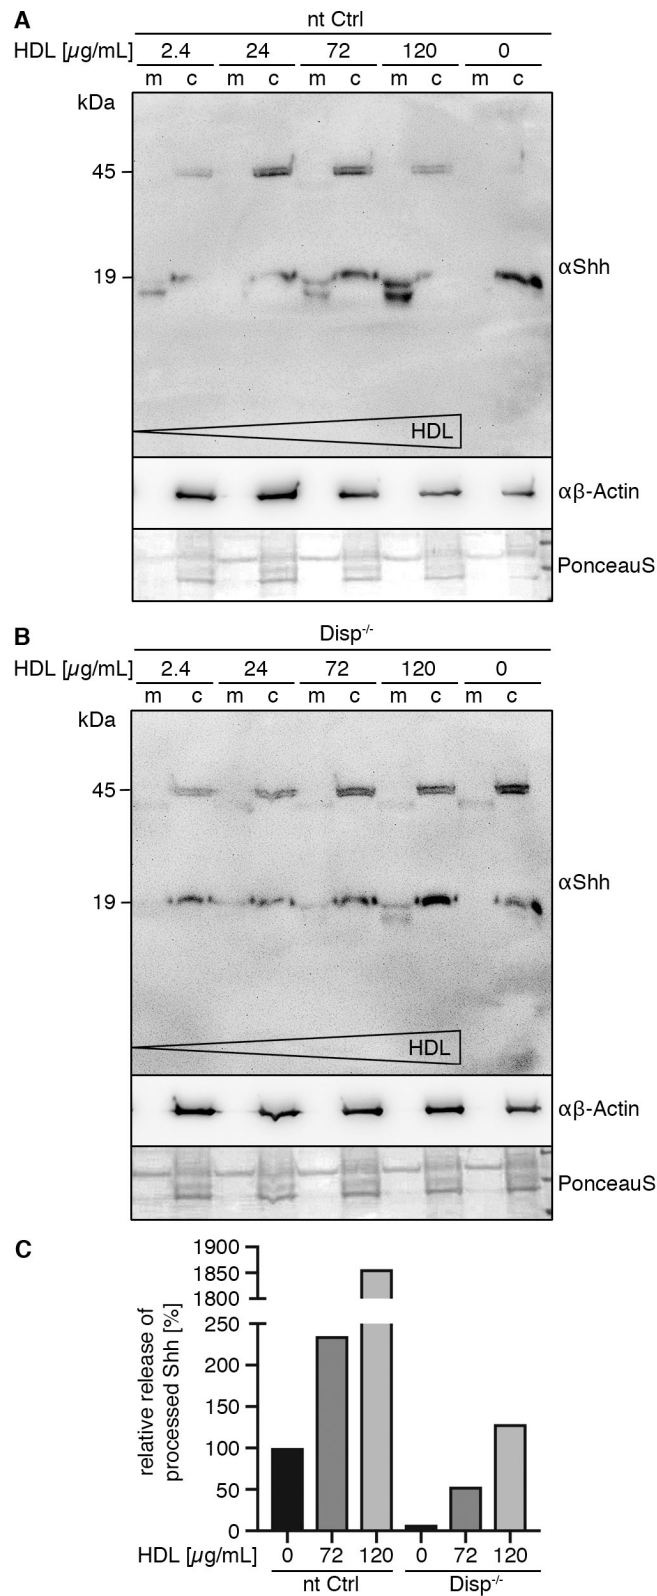 A
nt Ctrl
HDL [µg/mL] 2.4 24 72 120 0
m c m c m c m c m c
kDa
45
19
αShh
HDL
αβ-Actin
PonceauS
B
Disp-/-
HDL [µg/mL] 2.4 24 72 120 0
m c m c m c m c m c
kDa
45
19
αShh
HDL
αβ-Actin
PonceauS
C
relative release of
processed Shh [%]
1900
1850
1800
250
200
150
100
50
0
HDL [µg/mL] 0 72 120 0 72 120
nt Ctrl Disp-/-